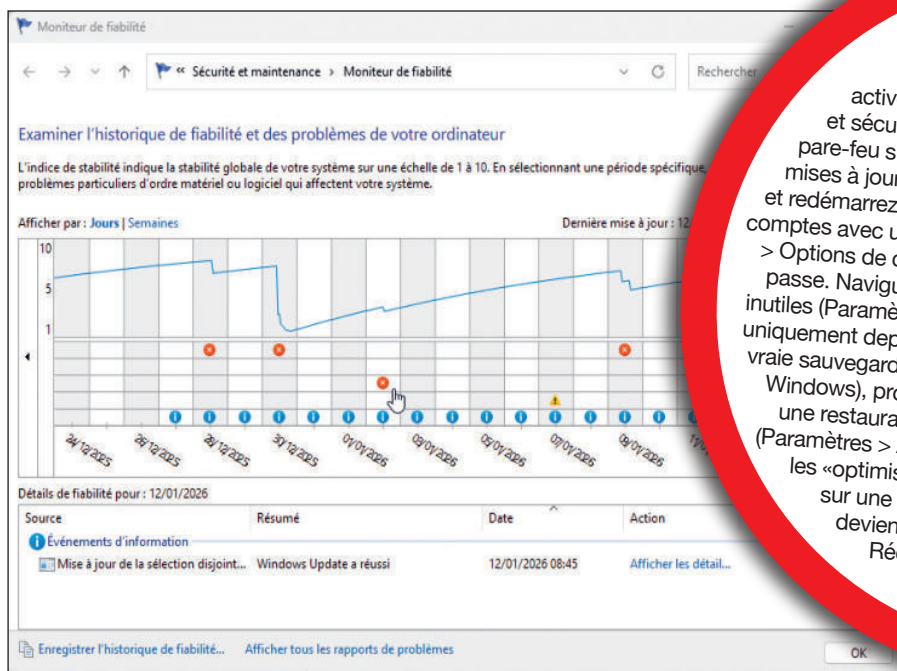 Moniteur de fiabilité
« Sécurité et maintenance > Moniteur de fiabilité
Rechercher
Examiner l'historique de fiabilité et des problèmes de votre ordinateur
L'indice de stabilité indique la stabilité globale de votre système sur une échelle de 1 à 10. En sélectionnant une période spécifique,
problèmes particuliers d'ordre matériel ou logiciel qui affectent votre système.
Afficher par : Jours | Semaines
Dernière mise à jour :
10
5
1
24/12/2025
26/12/2025
28/12/2025
30/12/2025
01/01/2026
03/01/2026
05/01/2026
07/01/2026
09/01/2026
Détails de fiabilité pour : 12/01/2026
Source Résumé Date Action
Événements d'information
Mise à jour de la sélection disjoint... Windows Update a réussi 12/01/2026 08:45 Afficher les détail...
Enregistrer l'historique de fiabilité... Afficher tous les rapports de problèmes
OK
activ
et sécu
pare-feu s
mises à jour
et redémarrez
comptes avec u
> Options de
passe. Navigu
inutiles (Paramè
uniquement dep
vraie sauvegard
Windows), pro
une restaura
(Paramètres >
les «optimis
sur une
devien
Ré